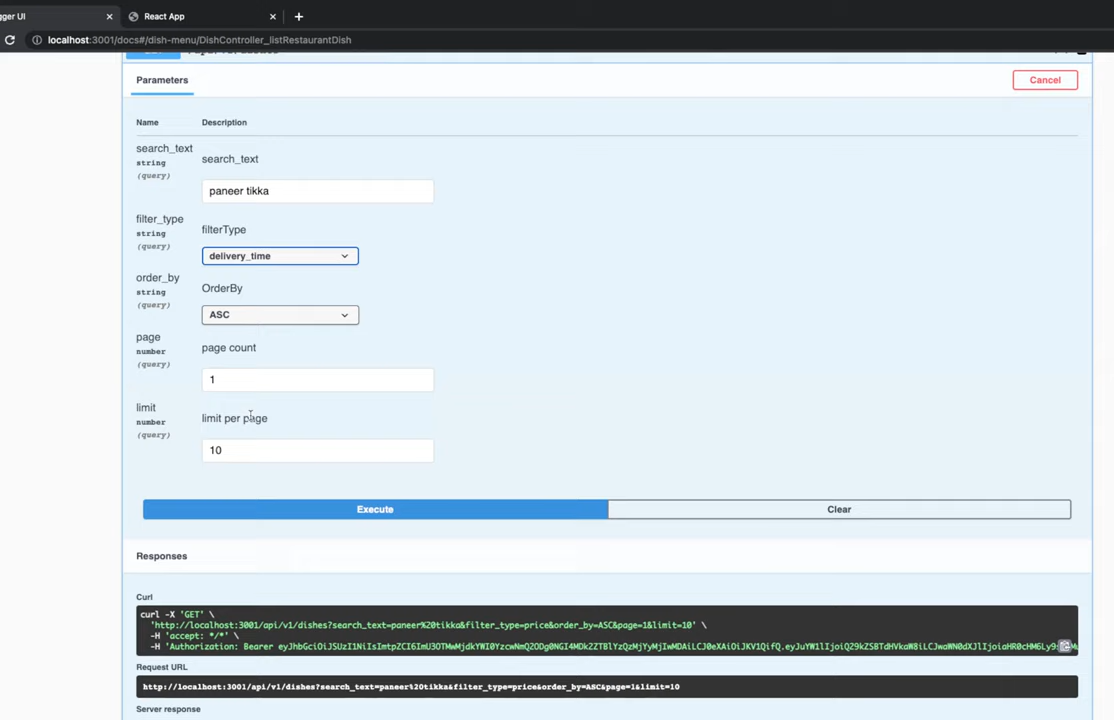 gger UI
React App
localhost:3001/docs#/dish-menu/DishController_listRestaurantDish
Parameters
Cancel
Name Description
search_text
string
(query)
search_text
paneer tikka
filter_type
string
(query)
filterType
delivery_time
order_by
string
(query)
OrderBy
ASC
page
number
(query)
page count
1
limit
number
(query)
limit per page
10
Execute
Clear
Responses
Curl
curl -X 'GET' \
'http://localhost:3001/api/v1/dishes?search_text=paneer%20tikka&filter_type=price&order_by=ASC&page=1&limit=10' \
-H 'accept: */*' \
-H 'Authorization: Bearer
Request URL
http://localhost:3001/api/v1/dishes?search_text=paneer%20tikka&filter_type=price&order_by=ASC&page=1&limit=10
Server response